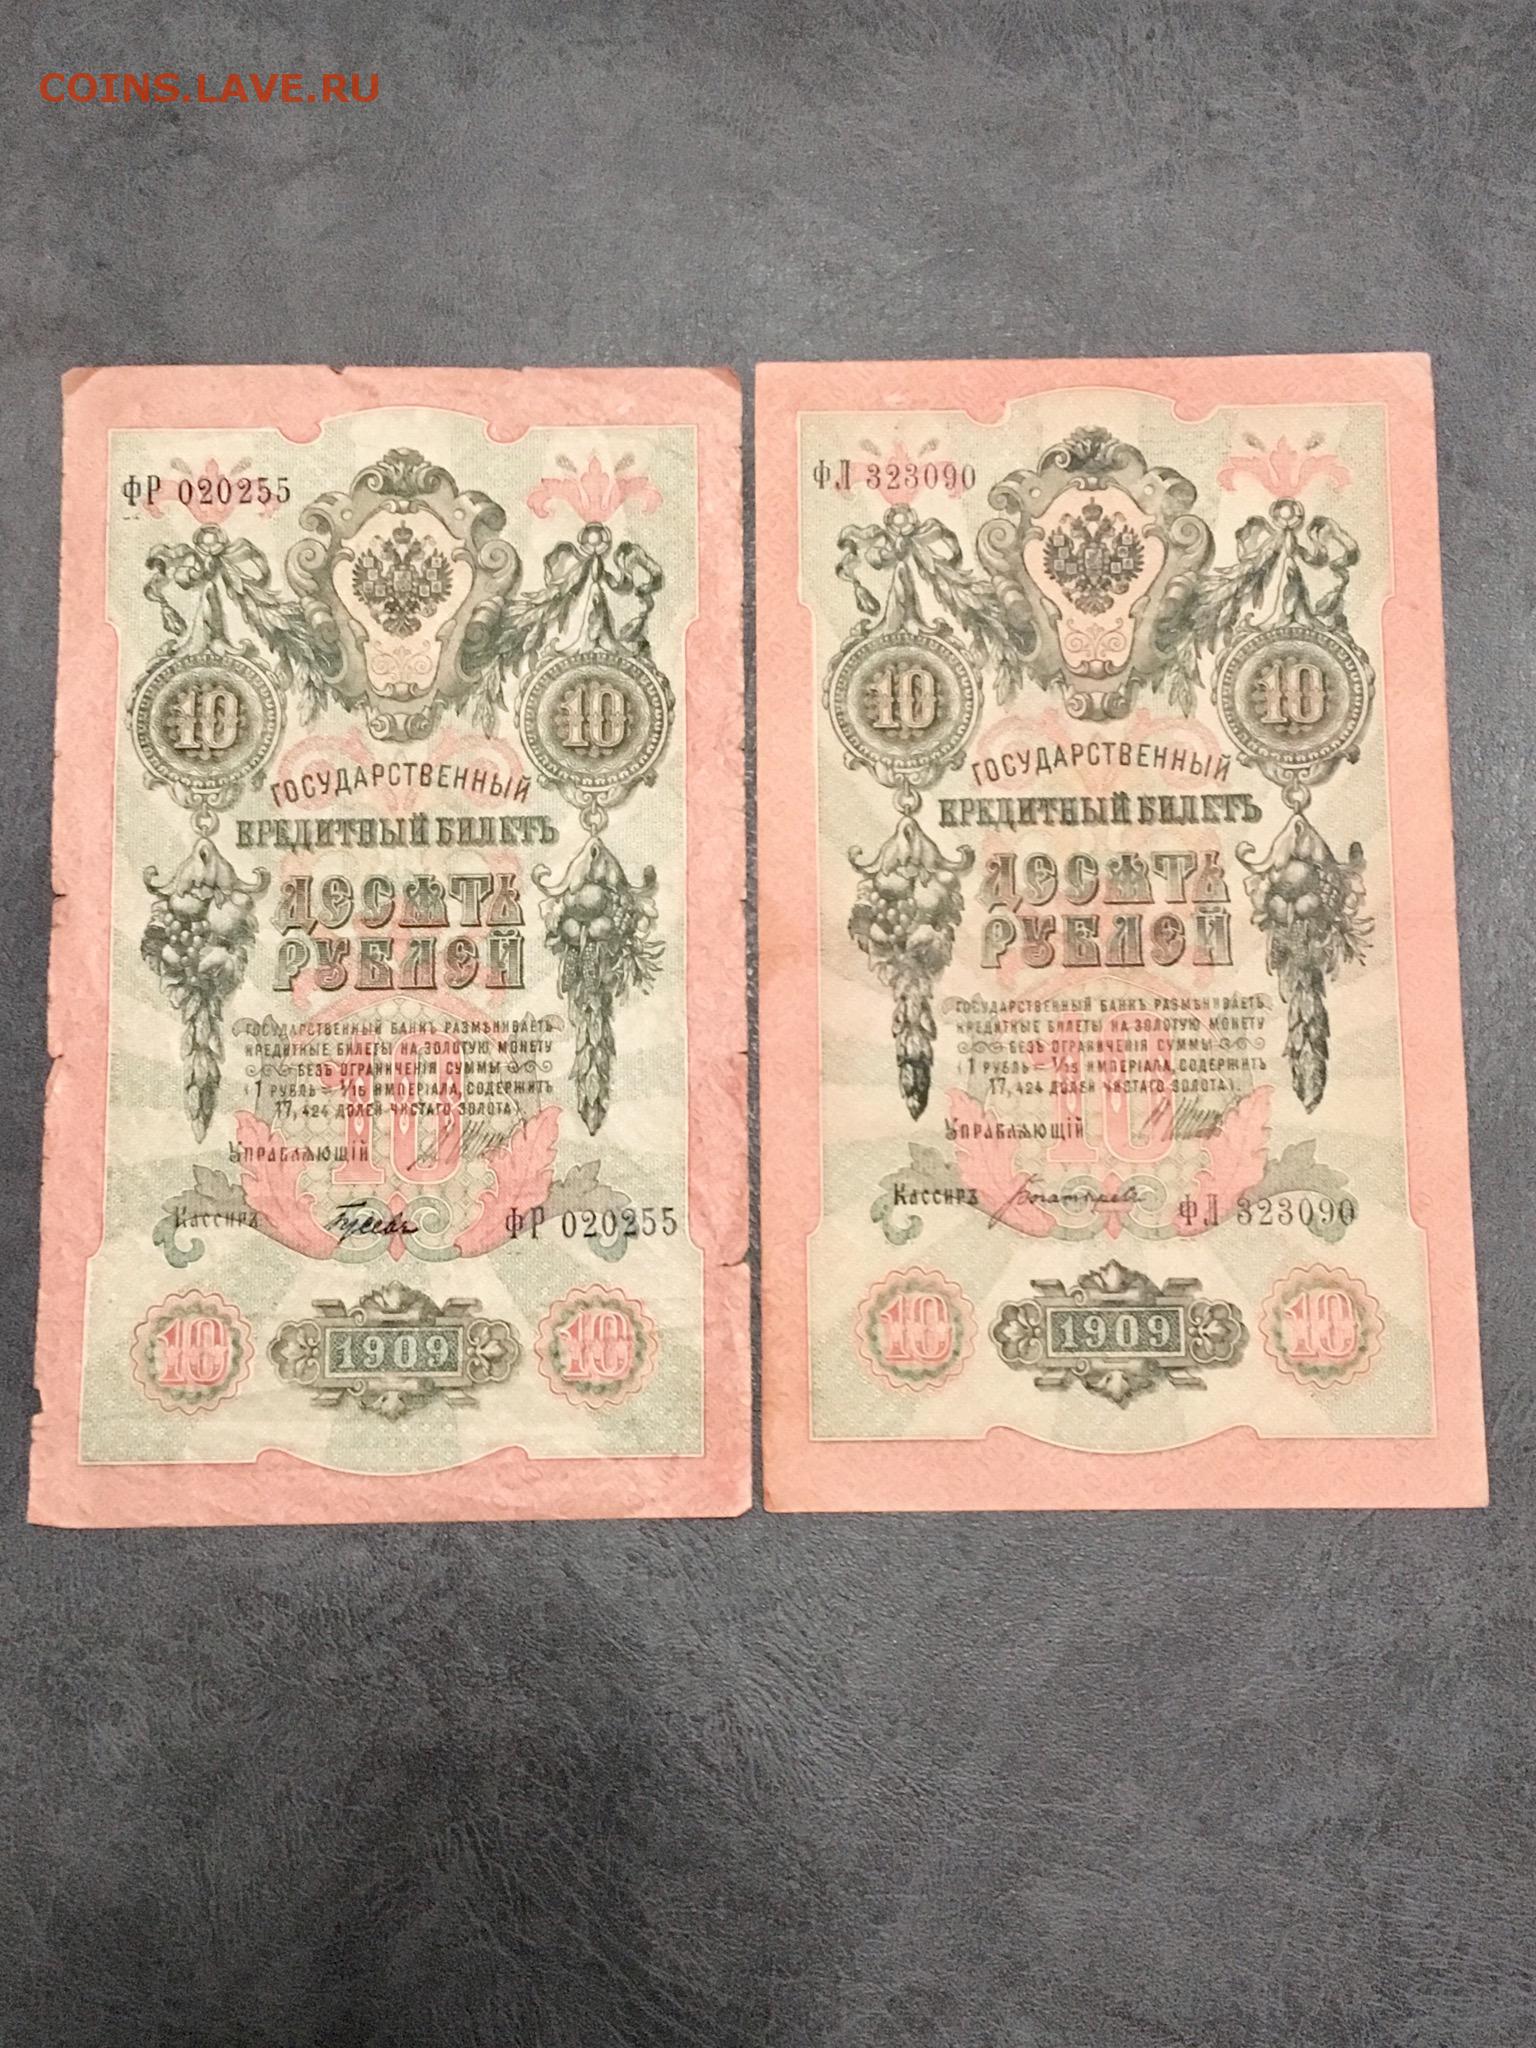 COINS.LAVE.RU
ФР 020255
10
10
ГОСУДАРСТВЕННЫЙ
КРЕДИТНЫЙ БИЛЕТЪ
ДЕСЯТЬ
РУБЛЕЙ
ГОСУДАРСТВЕННЫЙ БАНКЪ РАЗМѢНИВАЕТЪ
КРЕДИТНЫЕ БИЛЕТЫ НА ЗОЛОТУЮ МОНЕТУ
БЕЗЪ ОГРАНИЧЕНІЯ СУММЫ
(1 РУБЛЬ = 1/15 ИМПЕРІАЛА, СОДЕРЖИТЪ
17,424 ДОЛЕЙ ЧИСТАГО ЗОЛОТА).
10
Управляющій
Кассиръ Гусевъ ФР 020255
10 1909 10
ФЛ 323090
10
10
ГОСУДАРСТВЕННЫЙ
КРЕДИТНЫЙ БИЛЕТЪ
ДЕСЯТЬ
РУБЛЕЙ
ГОСУДАРСТВЕННЫЙ БАНКЪ РАЗМѢНИВАЕТЪ
КРЕДИТНЫЕ БИЛЕТЫ НА ЗОЛОТУЮ МОНЕТУ
БЕЗЪ ОГРАНИЧЕНІЯ СУММЫ
(1 РУБЛЬ = 1/15 ИМПЕРІАЛА, СОДЕРЖИТЪ
17,424 ДОЛЕЙ ЧИСТАГО ЗОЛОТА).
10
Управляющій
Кассиръ Богатыревъ ФЛ 323090
10 1909 10